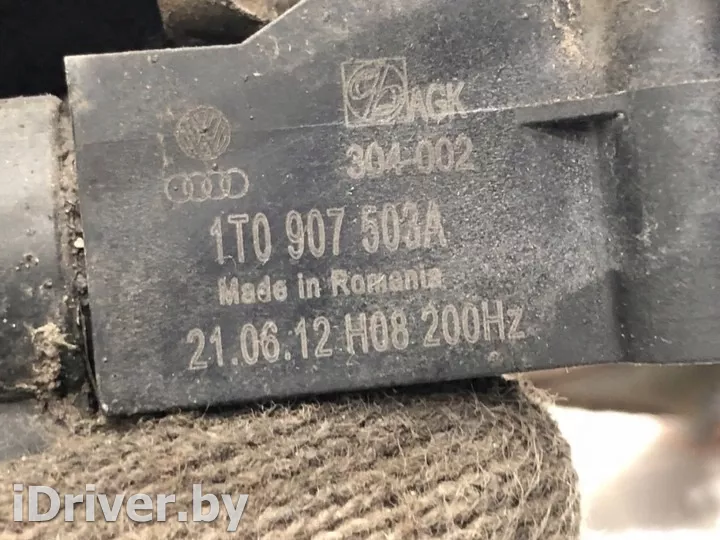 AGK
304-002
1T0 907 503A
Made in Romania
21.06.12 H08 200Hz
iDriver.by